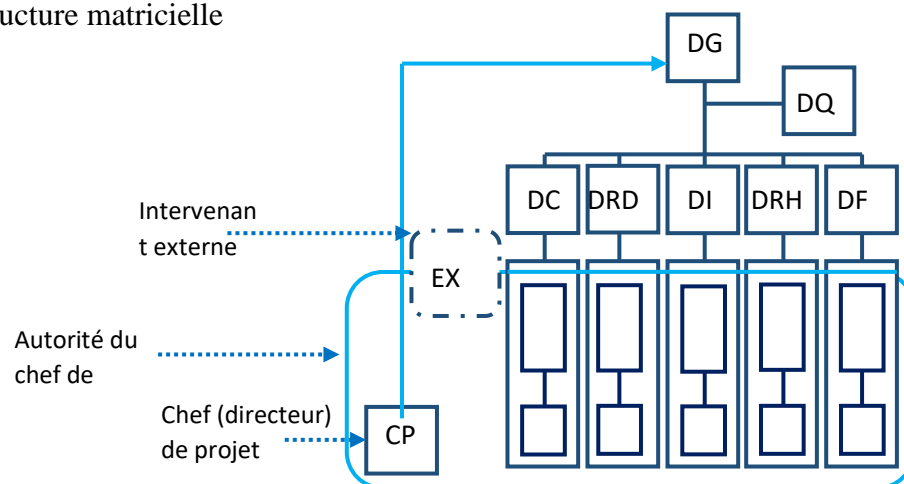 ucture matricielle
DG
DQ
DC DRD DI DRH DF
Intervenan
t externe
EX
Autorité du
chef de
Chef (directeur)
de projet
CP